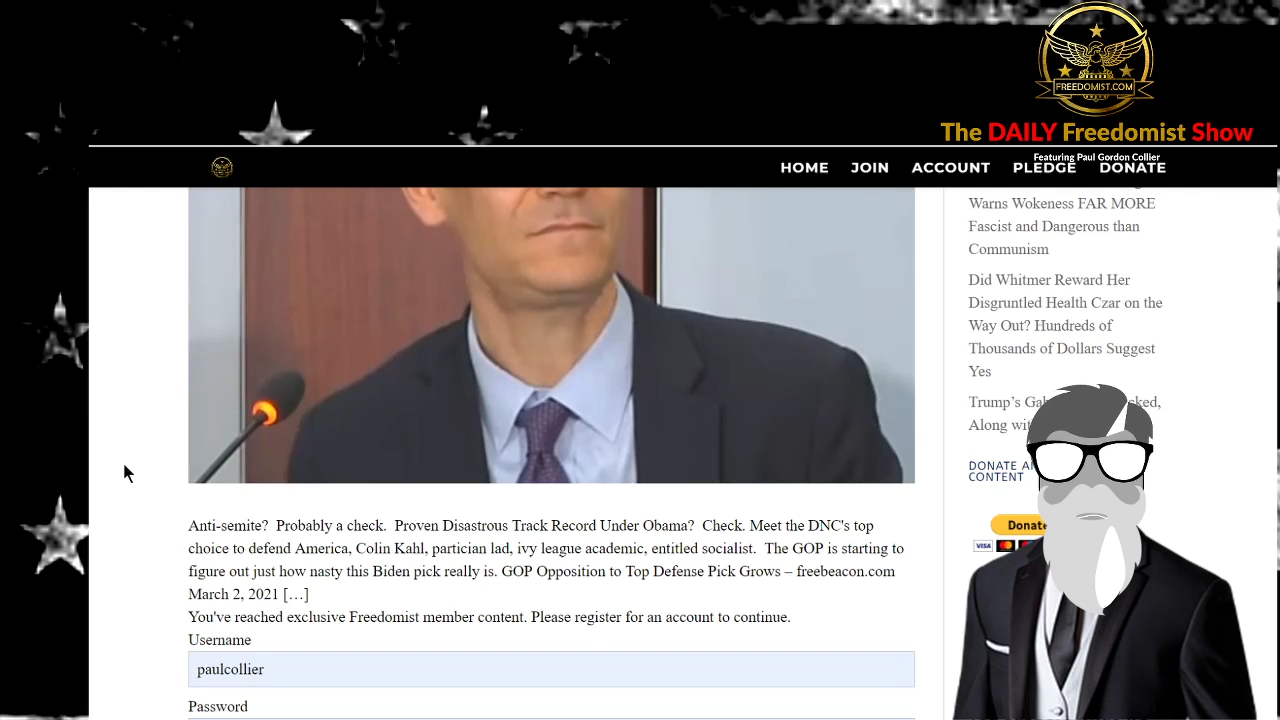 FREEDOMIST.COM
The DAILY Freedomist Show
Featuring Paul Gordon Collier
HOME JOIN ACCOUNT PLEDGE DONATE
Warns Wokeness FAR MORE
Fascist and Dangerous than
Communism
Did Whitmer Reward Her
Disgruntled Health Czar on the
Way Out? Hundreds of
Thousands of Dollars Suggest
Yes
Trump’s
Along
DONATE
CONTENT
Donate
VISA
Anti-semite? Probably a check. Proven Disastrous Track Record Under Obama? Check. Meet the DNC's top
choice to defend America, Colin Kahl, partician lad, ivy league academic, entitled socialist. The GOP is starting to
figure out just how nasty this Biden pick really is. GOP Opposition to Top Defense Pick Grows – freebeacon.com
March 2, 2021 […]
You've reached exclusive Freedomist member content. Please register for an account to continue.
Username
paulcollier
Password